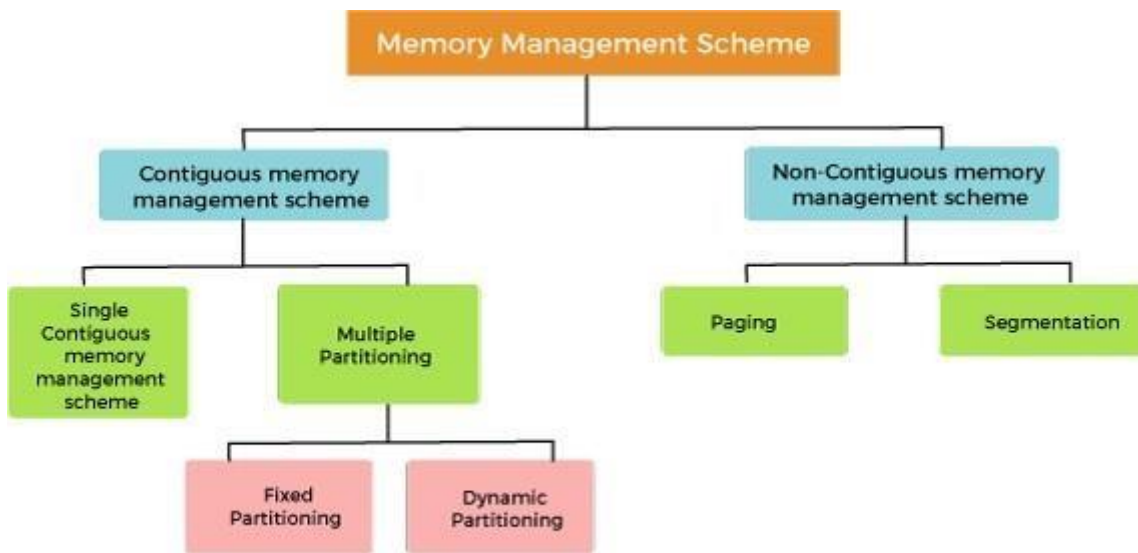 Memory Management Scheme
Contiguous memory
management scheme
Non-Contiguous memory
management scheme
Single
Contiguous
memory
management
scheme
Multiple
Partitioning
Paging
Segmentation
Fixed
Partitioning
Dynamic
Partitioning